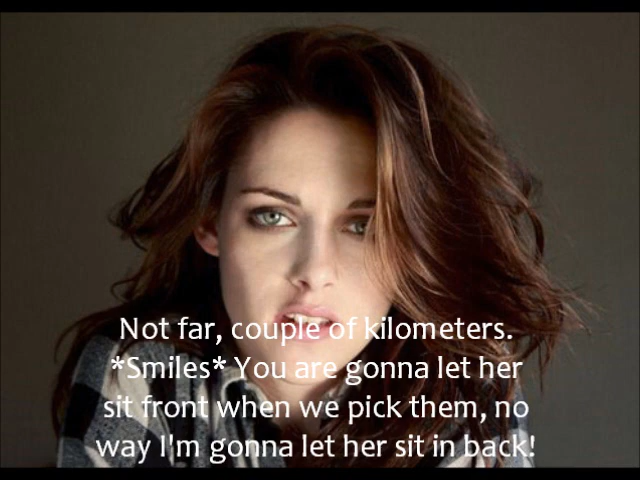 Not far, couple of kilometers.
*Smiles* You are gonna let her
sit front when we pick them, no
way I'm gonna let her sit in back!